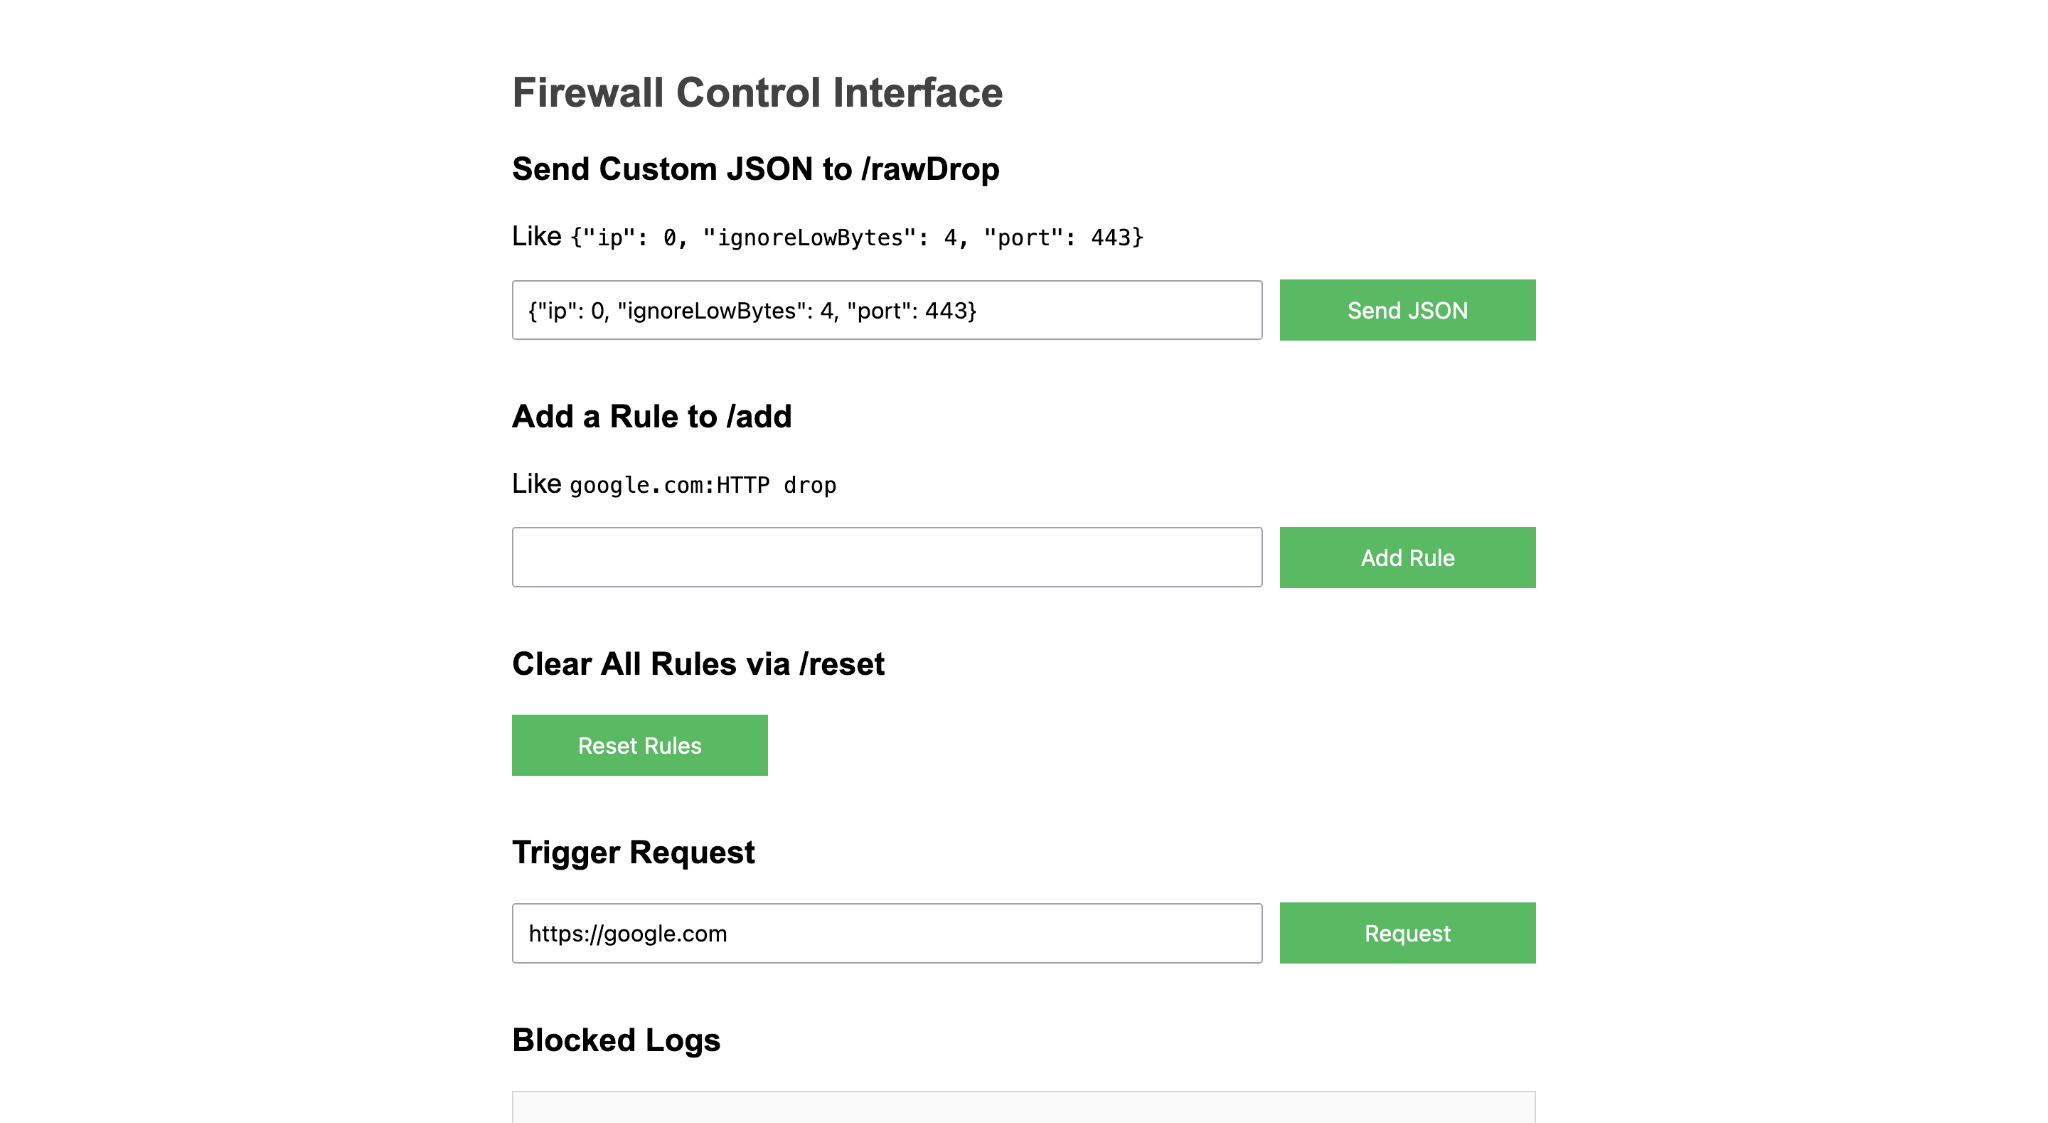 Firewall Control Interface
Send Custom JSON to /rawDrop
Like {"ip": 0, "ignoreLowBytes": 4, "port": 443}
{"ip": 0, "ignoreLowBytes": 4, "port": 443}
Send JSON
Add a Rule to /add
Like google.com:HTTP drop
Add Rule
Clear All Rules via /reset
Reset Rules
Trigger Request
https://google.com
Request
Blocked Logs